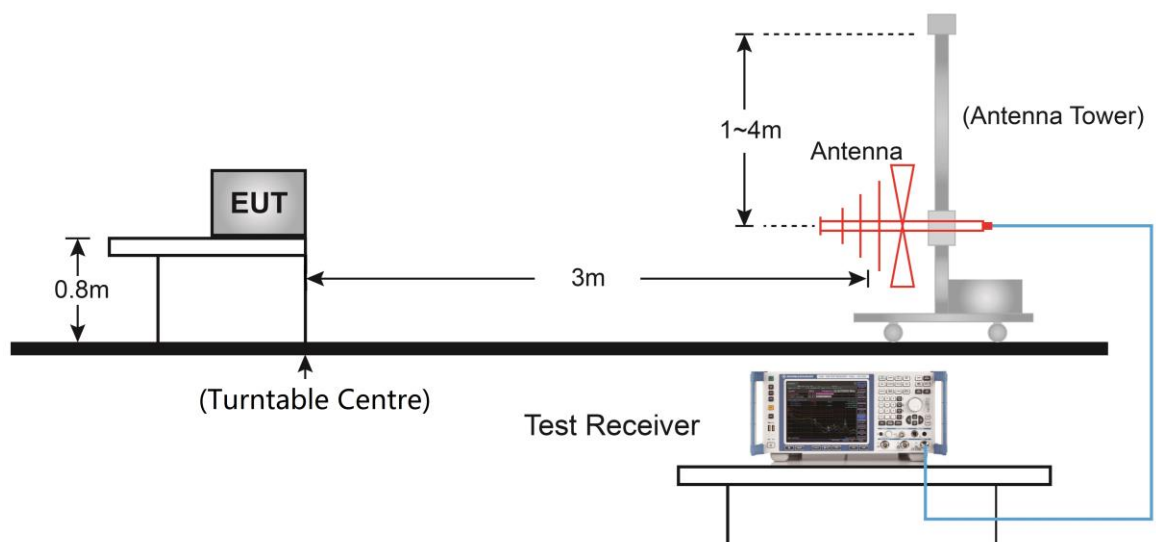 1~4m
(Antenna Tower)
Antenna
EUT
0.8m
3m
(Turntable Centre)
Test Receiver